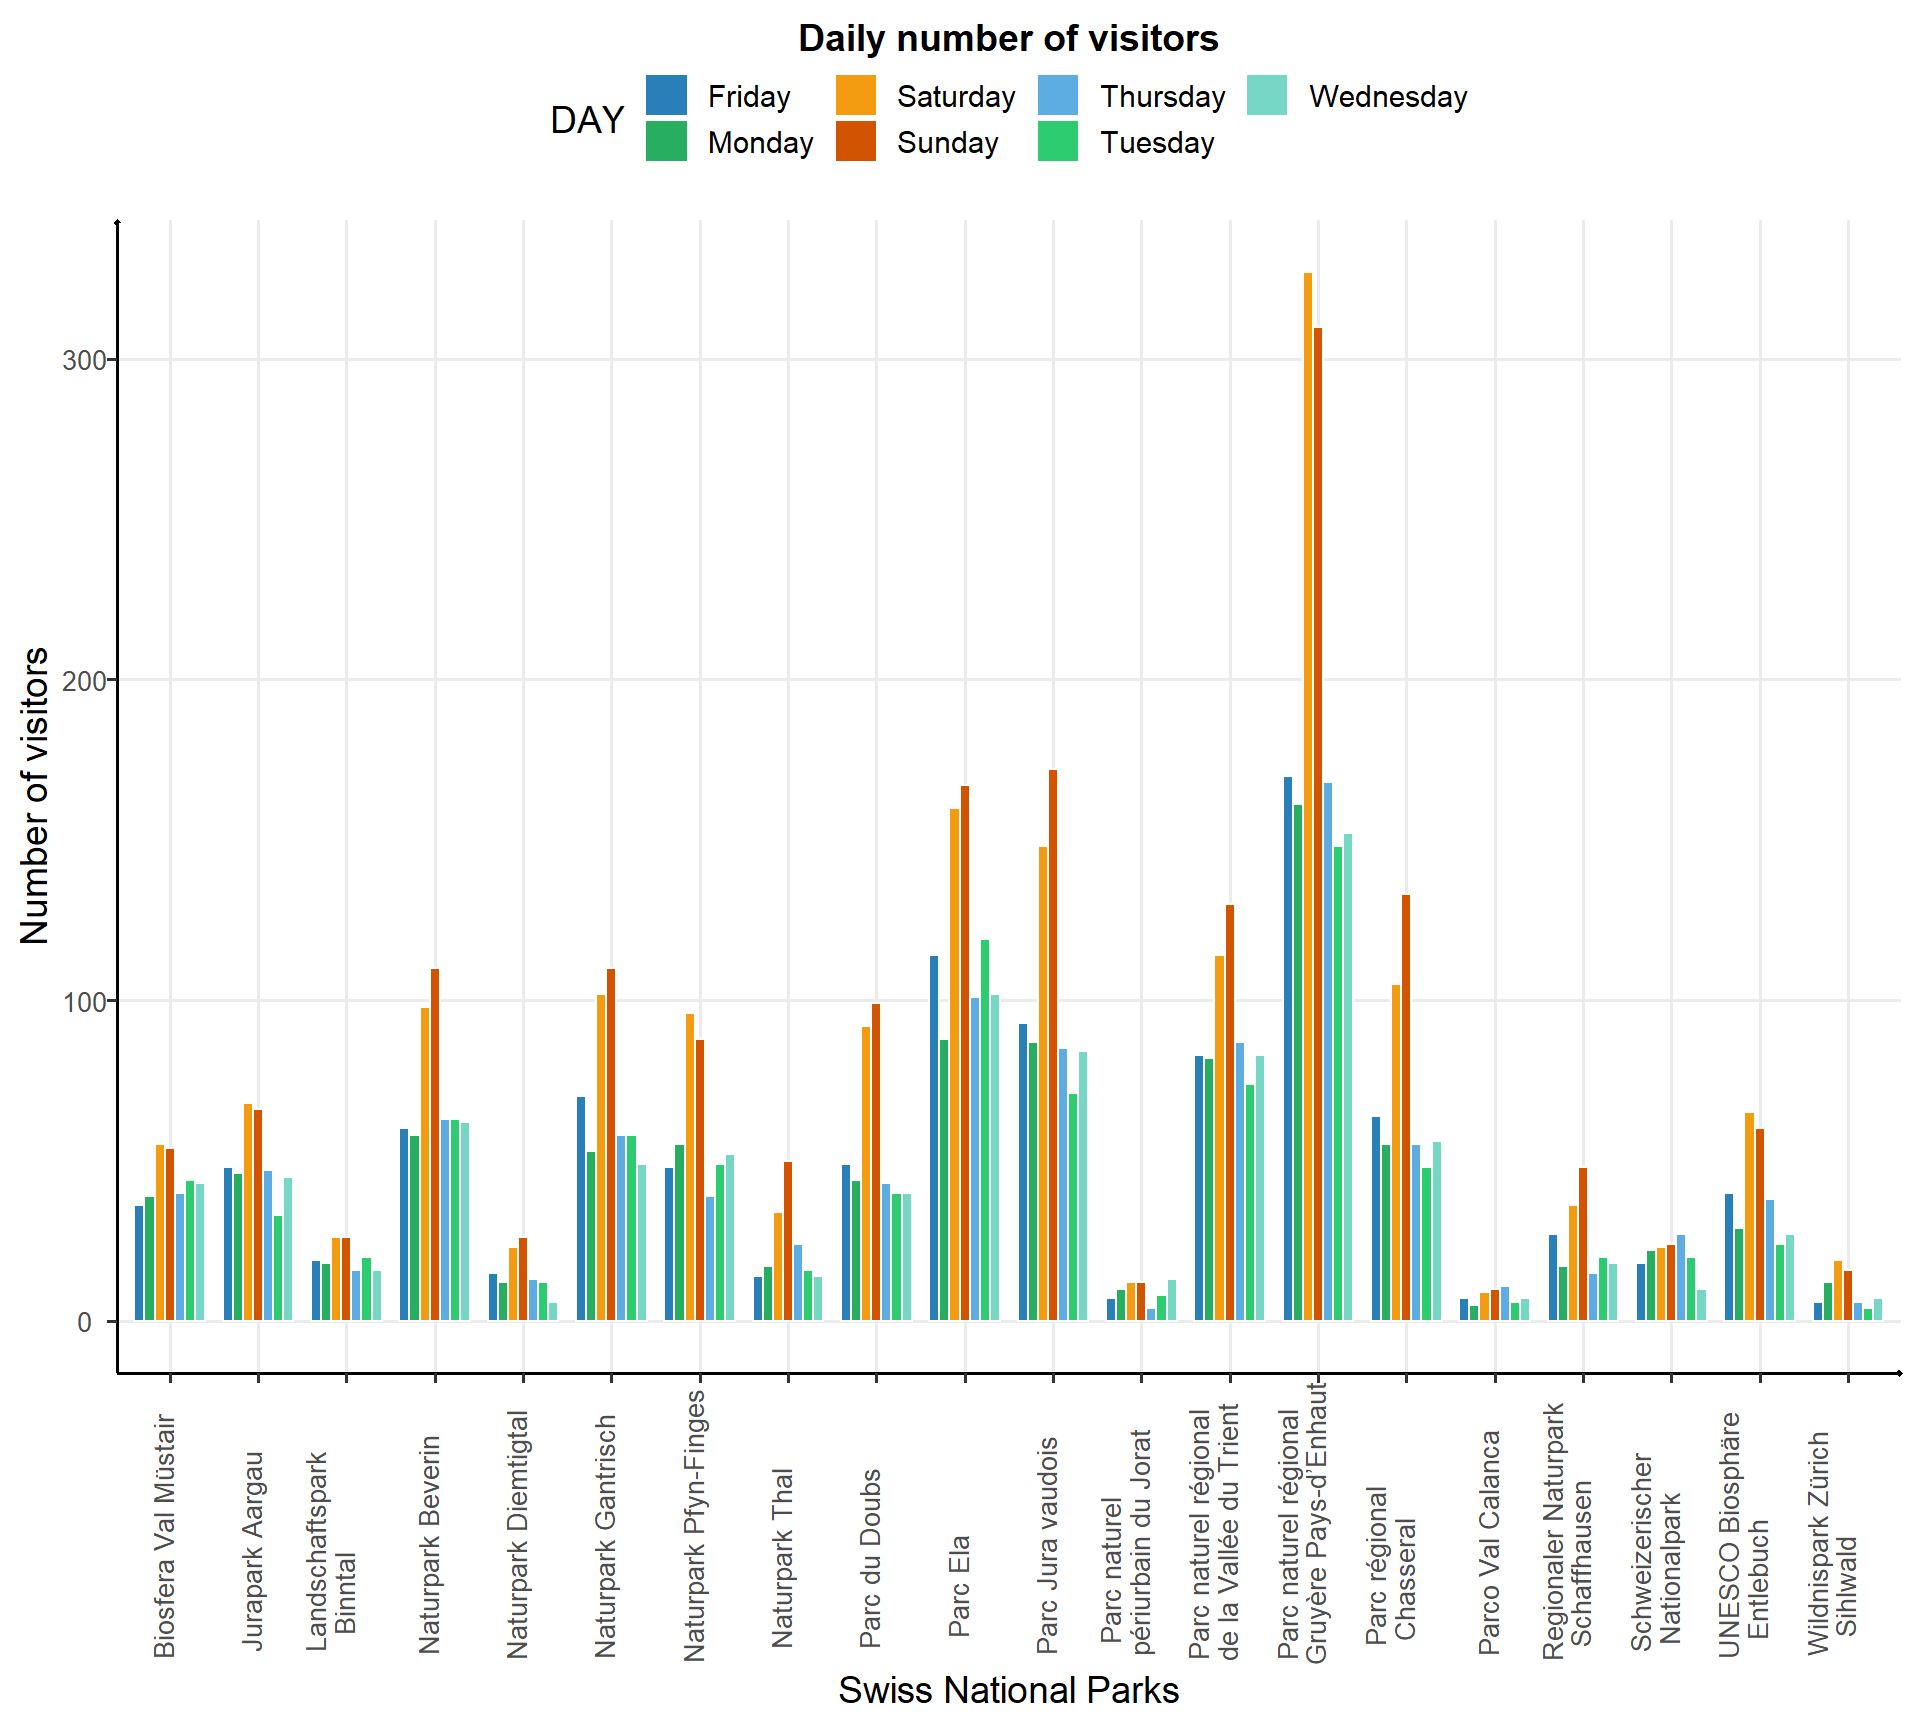 Daily number of visitors
DAY
Friday
Saturday
Thursday
Wednesday
Monday
Sunday
Tuesday
Number of visitors
300
200
100
0
Biosfera Val Müstair
Jurapark Aargau
Landschaftspark
Binntal
Naturpark Beverin
Naturpark Diemtigtal
Naturpark Gantrisch
Naturpark Pfyn-Finges
Naturpark Thal
Parc du Doubs
Parc Ela
Parc Jura vaudois
Parc naturel
périurbain du Jorat
Parc naturel régional
de la Vallée du Trient
Parc naturel régional
Gruyère Pays-d'Enhaut
Parc régional
Chasseral
Parco Val Calanca
Regionaler Naturpark
Schaffhausen
Schweizerischer
Nationalpark
UNESCO Biosphäre
Entlebuch
Wildnispark Zürich
Sihlwald
Swiss National Parks